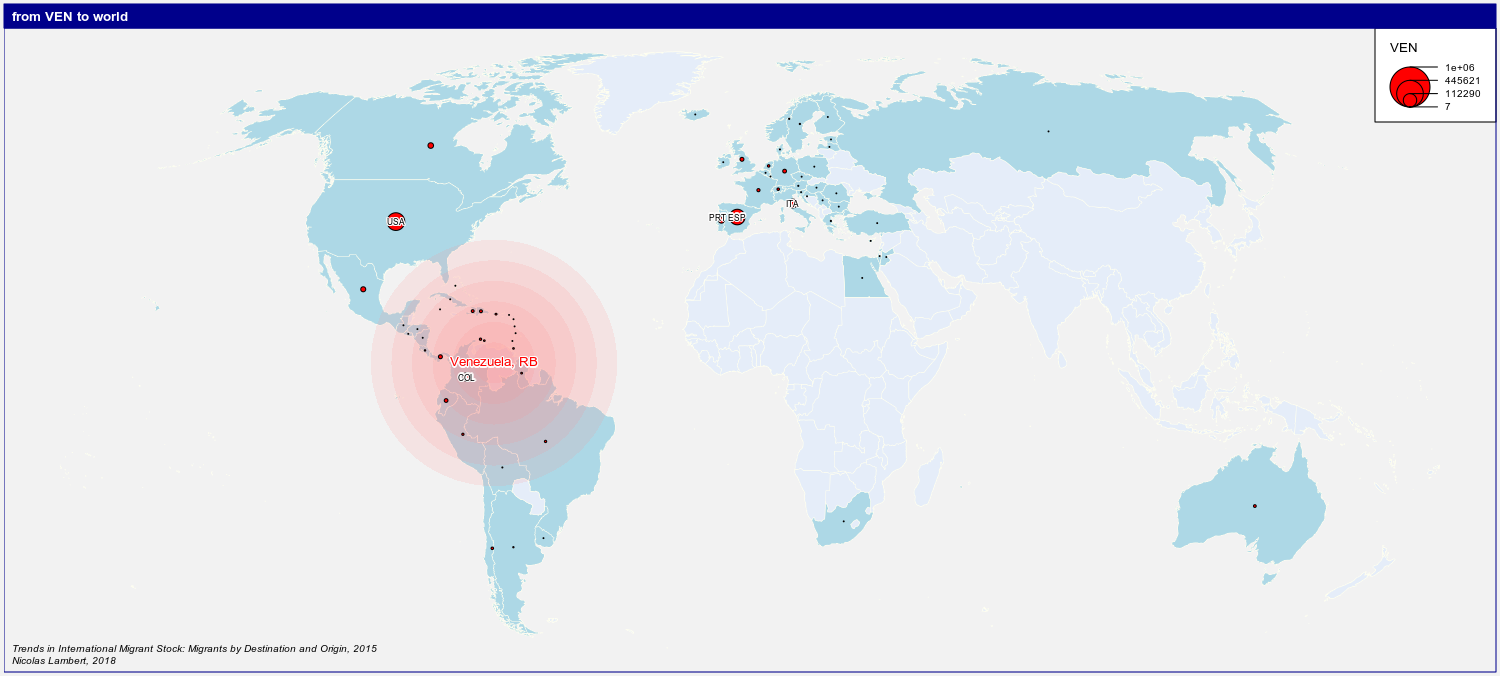 from VEN to world
VEN
1e+06
445621
112290
7
USA
PRT ESP
ITA
Venezuela, RB
COL
Trends in International Migrant Stock: Migrants by Destination and Origin, 2015
Nicolas Lambert, 2018